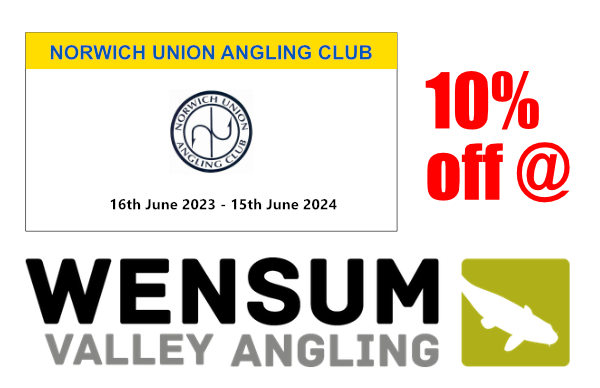 NORWICH UNION ANGLING CLUB
NORWICH UNION
ANGLING CLUB
16th June 2023 - 15th June 2024
10%
off @
WENSUM
VALLEY ANGLING